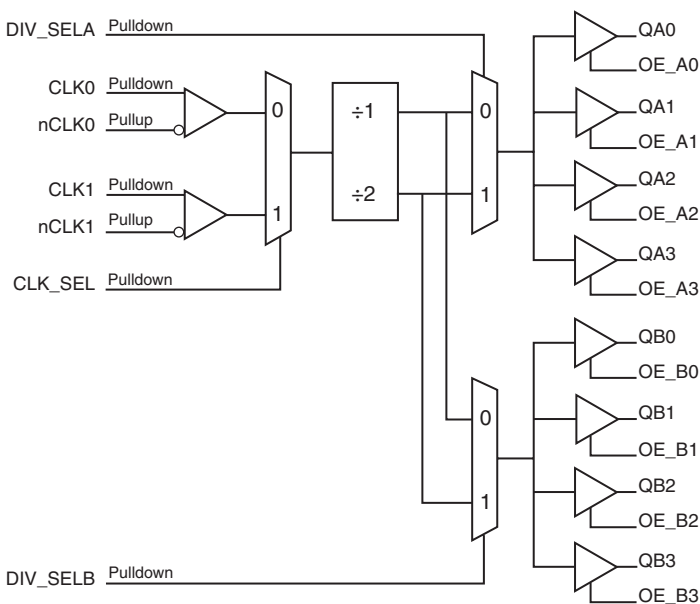 DIV_SELA Pulldown
CLK0 Pulldown
nCLK0 Pullup
CLK1 Pulldown
nCLK1 Pullup
CLK_SEL Pulldown
0
1
÷1
÷2
0
1
QA0
OE_A0
QA1
OE_A1
QA2
OE_A2
QA3
OE_A3
0
1
QB0
OE_B0
QB1
OE_B1
QB2
OE_B2
QB3
OE_B3
DIV_SELB Pulldown